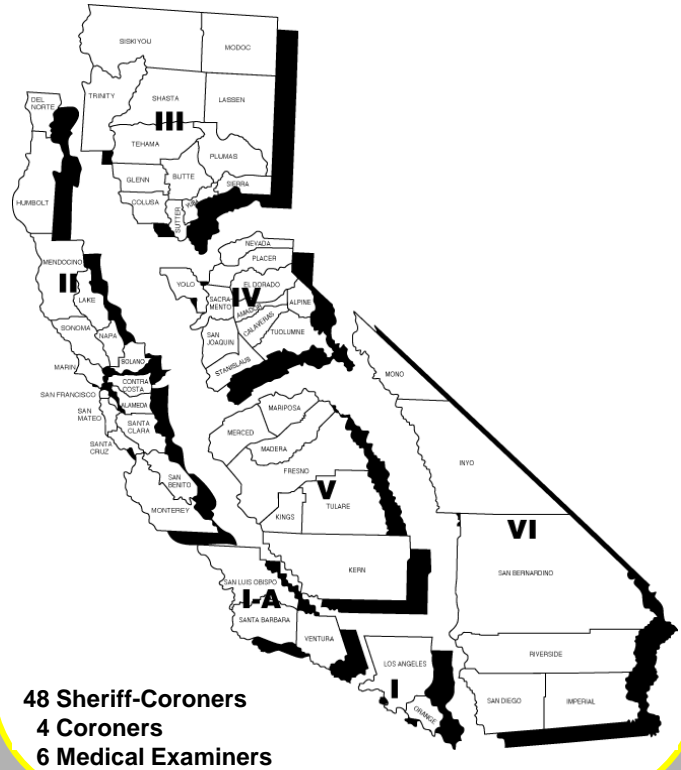 SISKIYOU
MODOC
TRINITY
SHASTA
LASSEN
DEL
NORTE
III
TEHAMA
PLUMAS
HUMBOLT
GLENN
BUTTE
SIERRA
COLUSA
SUTTER
YUBA
NEVADA
PLACER
MENDOCINO
II
LAKE
YOLO
EL DORADO
SACRA-
MENTO
IV
AMADOR
ALPINE
SONOMA
NAPA
CALAVERAS
TUOLUMNE
SAN
JOAQUIN
SOLANO
MARIN
STANISLAUS
MONO
CONTRA
COSTA
SAN FRANCISCO
ALAMEDA
SAN
MATEO
SANTA
CLARA
MARIPOSA
MERCED
SANTA
CRUZ
MADERA
INYO
FRESNO
SAN
BENITO
V
TULARE
MONTEREY
KINGS
VI
KERN
SAN BERNARDINO
SAN LUIS OBISPO
I-A
SANTA BARBARA
VENTURA
LOS ANGELES
RIVERSIDE
I
ORANGE
SAN DIEGO
IMPERIAL
48 Sheriff-Coroners
4 Coroners
6 Medical Examiners